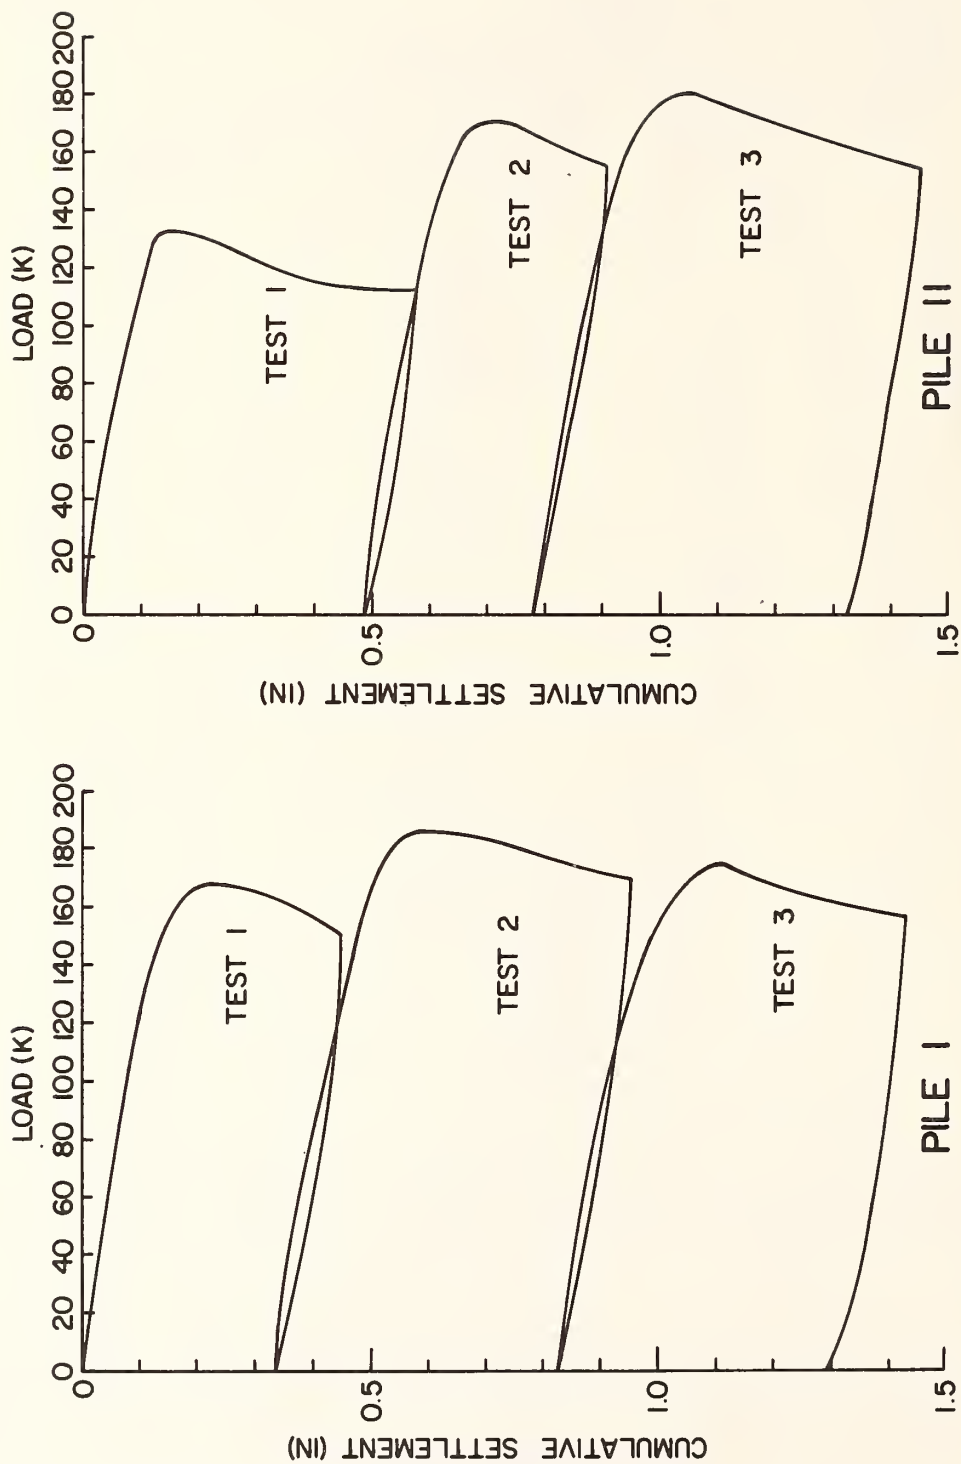 LOAD (K)
0 20 40 60 80 100 120 140 160 180 200
0
0.5
1.0
1.5
CUMULATIVE SETTLEMENT (IN)
TEST 1
TEST 2
TEST 3
PILE 1
LOAD (K)
0 20 40 60 80 100 120 140 160 180 200
0
0.5
1.0
1.5
CUMULATIVE SETTLEMENT (IN)
TEST 1
TEST 2
TEST 3
PILE 11